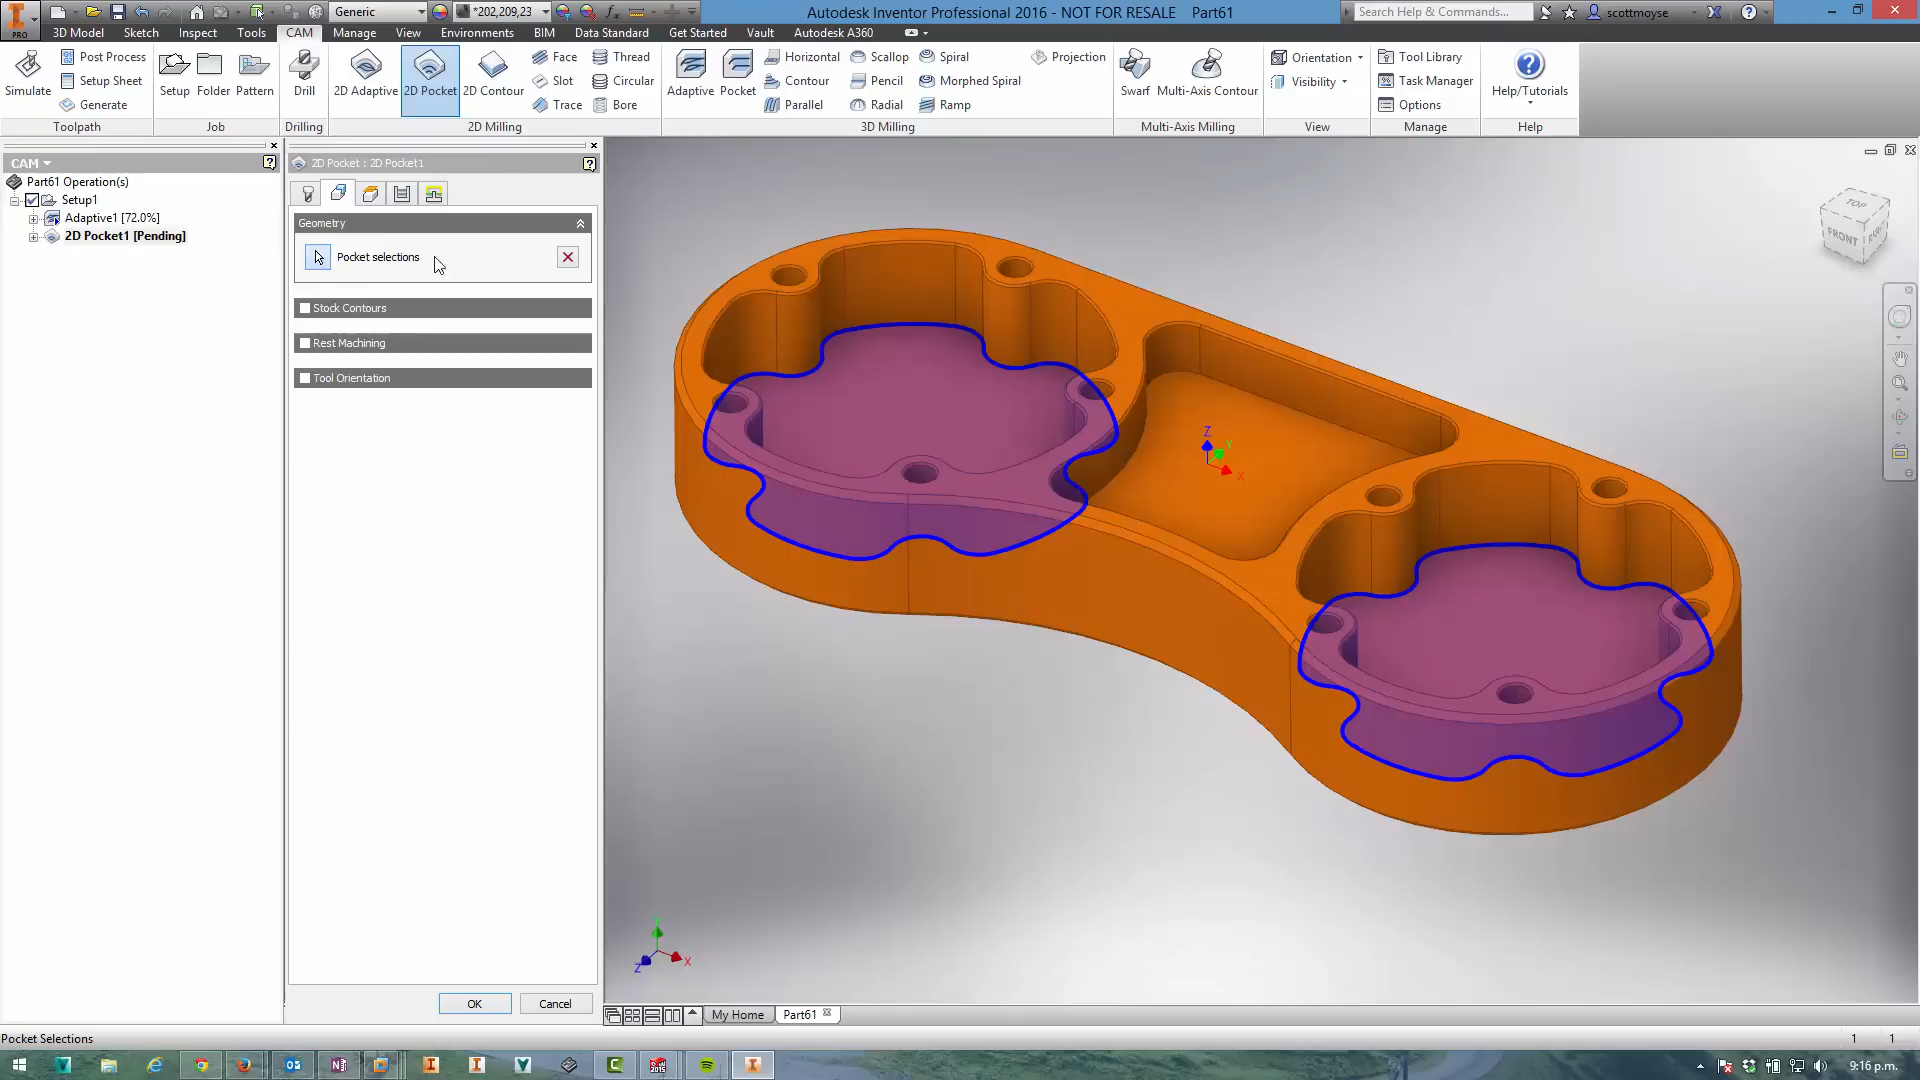 PRO
Generic
*202,209,23
Autodesk Inventor Professional 2016 - NOT FOR RESALE Part61
Search Help & Commands...
scottmoyse
3D Model Sketch Inspect Tools CAM Manage View Environments BIM Data Standard Get Started Vault Autodesk A360
Simulate
Post Process
Setup Sheet
Generate
Toolpath
Setup Folder Pattern
Job
Drill
Drilling
2D Adaptive 2D Pocket 2D Contour
Face
Slot
Trace
Thread
Circular
Bore
2D Milling
Adaptive Pocket
Horizontal
Contour
Parallel
Scallop
Pencil
Radial
Spiral
Morphed Spiral
Ramp
Projection
3D Milling
Swarf Multi-Axis Contour
Multi-Axis Milling
Orientation
Visibility
View
Tool Library
Task Manager
Options
Manage
Help/Tutorials
Help
CAM
Part61 Operation(s)
Setup1
Adaptive1 [72.0%]
2D Pocket1 [Pending]
2D Pocket : 2D Pocket1
Geometry
Pocket selections
Stock Contours
Rest Machining
Tool Orientation
OK Cancel
TOP
FRONT
Z
Y
X
Z
X
My Home Part61
Pocket Selections
1 1
9:16 p.m.